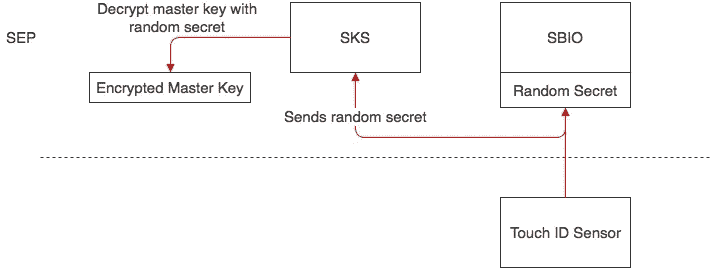 Decrypt master key with
random secret
SEP
SKS
SBIO
Encrypted Master Key
Random Secret
Sends random secret
Touch ID Sensor